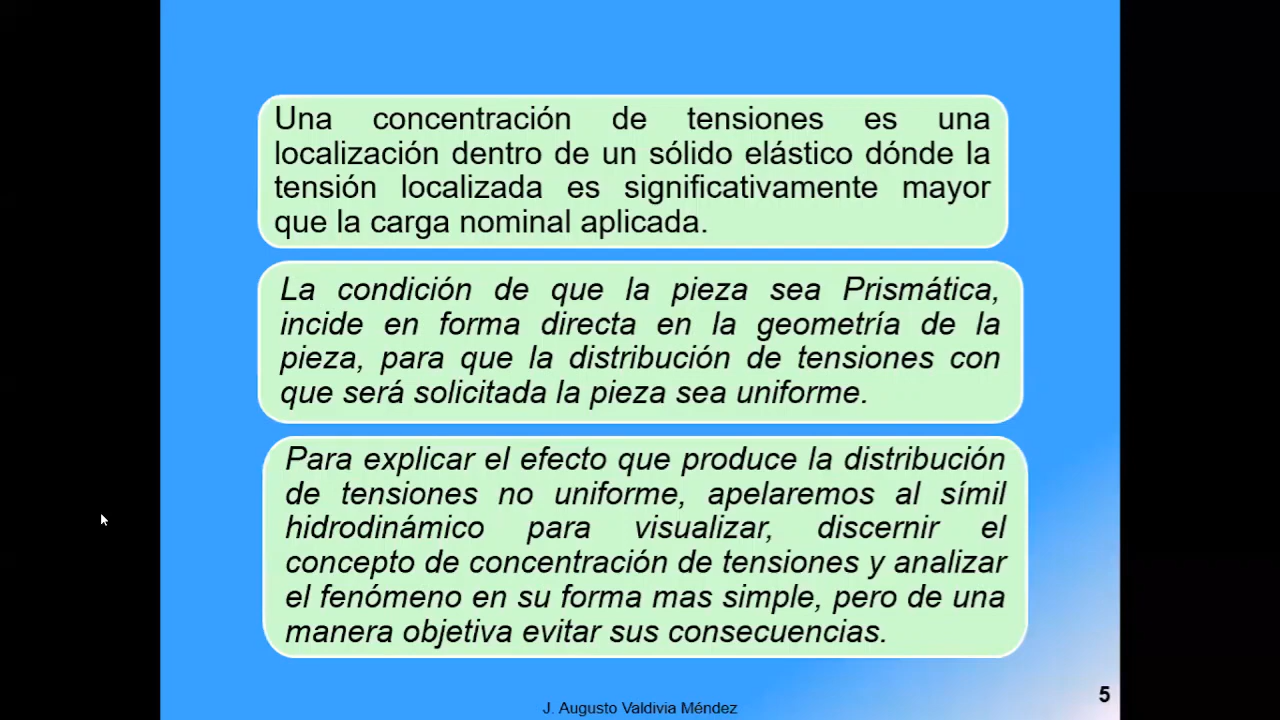 Una concentración de tensiones es una
localización dentro de un sólido elástico dónde la
tensión localizada es significativamente mayor
que la carga nominal aplicada.
La condición de que la pieza sea Prismática,
incide en forma directa en la geometría de la
pieza, para que la distribución de tensiones con
que será solicitada la pieza sea uniforme.
Para explicar el efecto que produce la distribución
de tensiones no uniforme, apelaremos al símil
hidrodinámico para visualizar, discernir el
concepto de concentración de tensiones y analizar
el fenómeno en su forma mas simple, pero de una
manera objetiva evitar sus consecuencias.
5
J. Augusto Valdivia Méndez